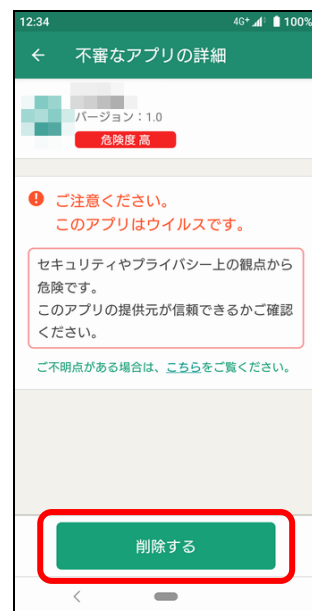 12:34 4G+ 100%
不審なアプリの詳細
バージョン：1.0
危険度 高
ご注意ください。
このアプリはウイルスです。
セキュリティやプライバシー上の観点から
危険です。
このアプリの提供元が信頼できるかご確認
ください。
ご不明点がある場合は、こちらをご覧ください。
削除する